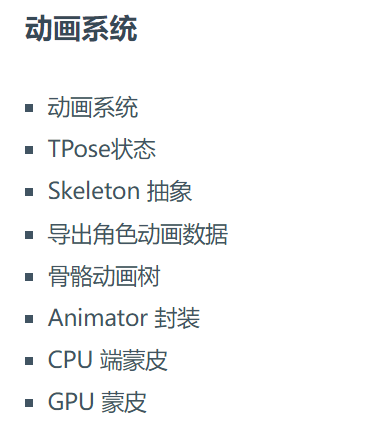 动画系统
动画系统
TPose状态
Skeleton 抽象
导出角色动画数据
骨骼动画树
Animator 封装
CPU 端蒙皮
GPU 蒙皮